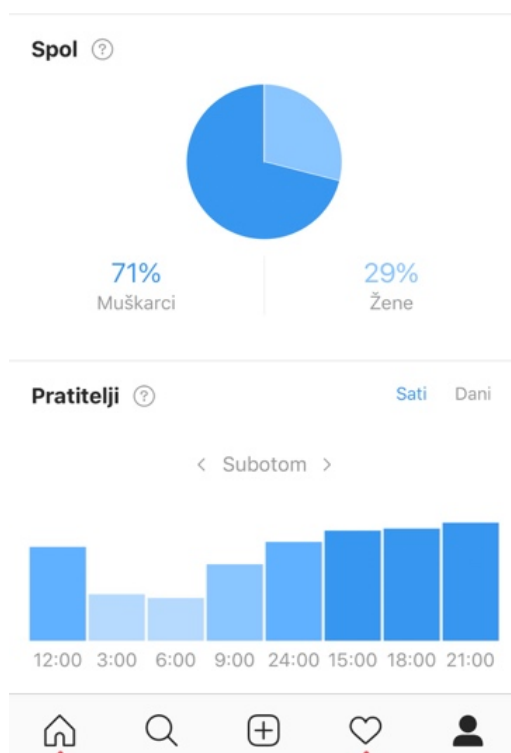 Spol ?
71% 29%
Muškarci Žene
Pratitelji ? Sati Dani
< Subotom >
12:00 3:00 6:00 9:00 24:00 15:00 18:00 21:00